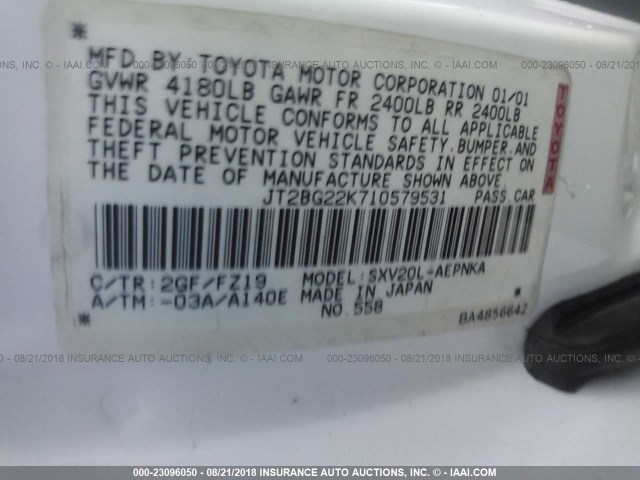 MFD BY: TOYOTA MOTOR CORPORATION 01/01
GVWR 4180LB GAWR FR 2400LB RR 2400LB
THIS VEHICLE CONFORMS TO ALL APPLICABLE
FEDERAL MOTOR VEHICLE SAFETY, BUMPER, AND
THEFT PREVENTION STANDARDS IN EFFECT ON
THE DATE OF MANUFACTURE SHOWN ABOVE.
JT2BG22K710579531 PASS.CAR
TOYOTA
C/TR: 2GF/FZ19 MODEL: SXV20L-AEPNKA
A/TM: -03A/A140E MADE IN JAPAN
NO.558 BA4856642
000-23096050 - 08/21/2018 INSURANCE AUTO AUCTIONS - IAAI.COM